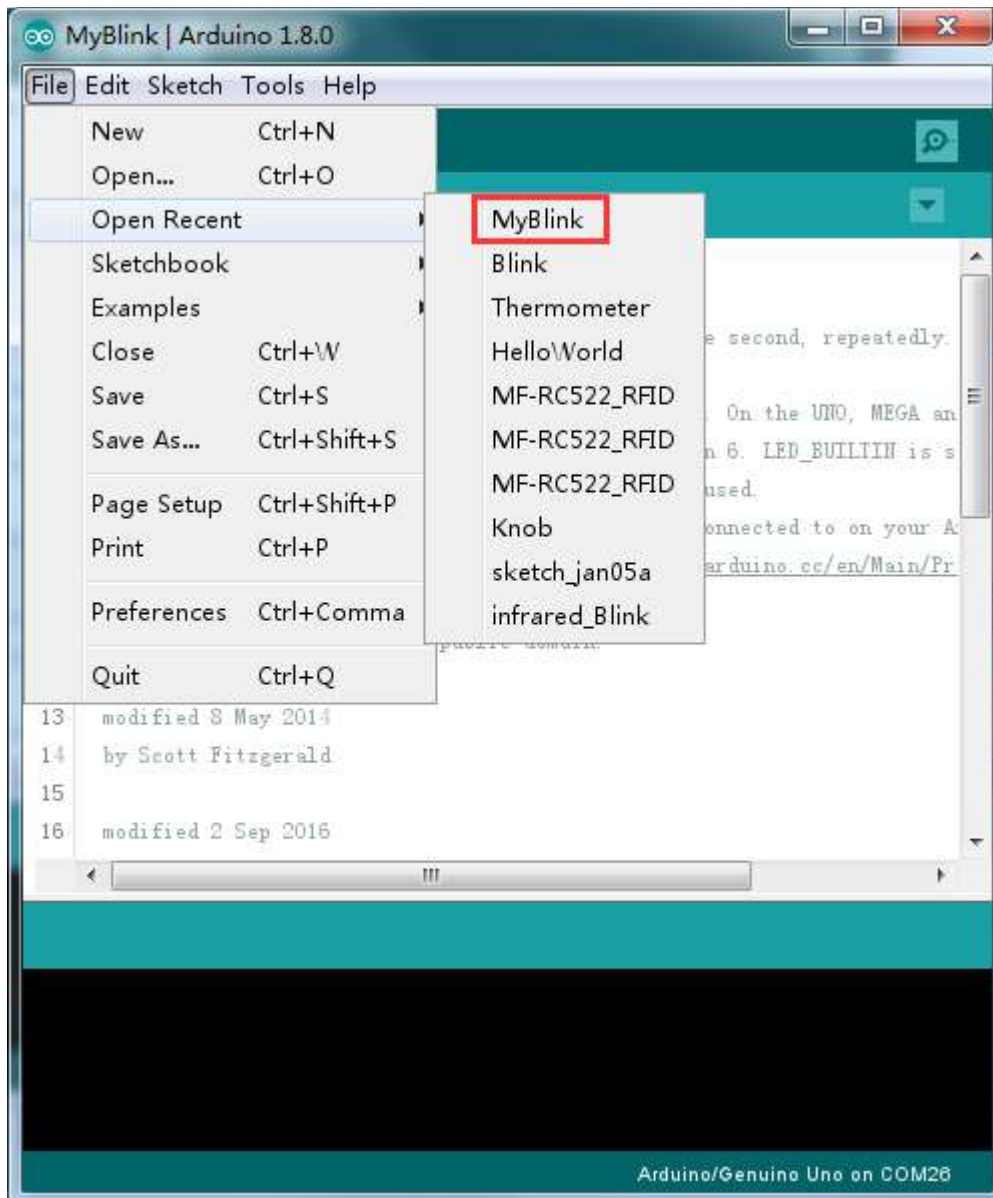 MyBlink | Arduino 1.8.0
File Edit Sketch Tools Help
New Ctrl+N
Open... Ctrl+O
Open Recent
Sketchbook
Examples
Close Ctrl+W
Save Ctrl+S
Save As... Ctrl+Shift+S
Page Setup Ctrl+Shift+P
Print Ctrl+P
Preferences Ctrl+Comma
Quit Ctrl+Q
MyBlink
Blink
Thermometer
HelloWorld
MF-RC522_RFID
MF-RC522_RFID
MF-RC522_RFID
Knob
sketch_jan05a
infrared_Blink
e second, repeatedly.
. On the UNO, MEGA an
n 6. LED_BUILTIN is s
used.
onnected to on your A
arduino.cc/en/Main/Pr
public domain.
13 modified 8 May 2014
14 by Scott Fitzgerald
15
16 modified 2 Sep 2016
Arduino/Genuino Uno on COM26